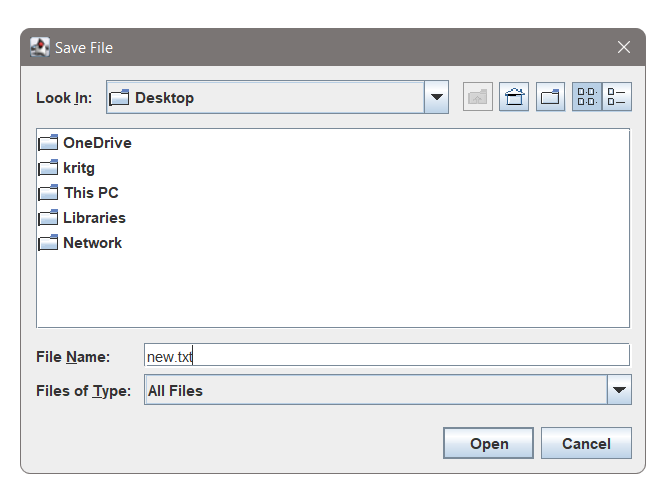 Save File
Look In: Desktop
OneDrive
kritg
This PC
Libraries
Network
File Name: new.txt
Files of Type: All Files
Open Cancel